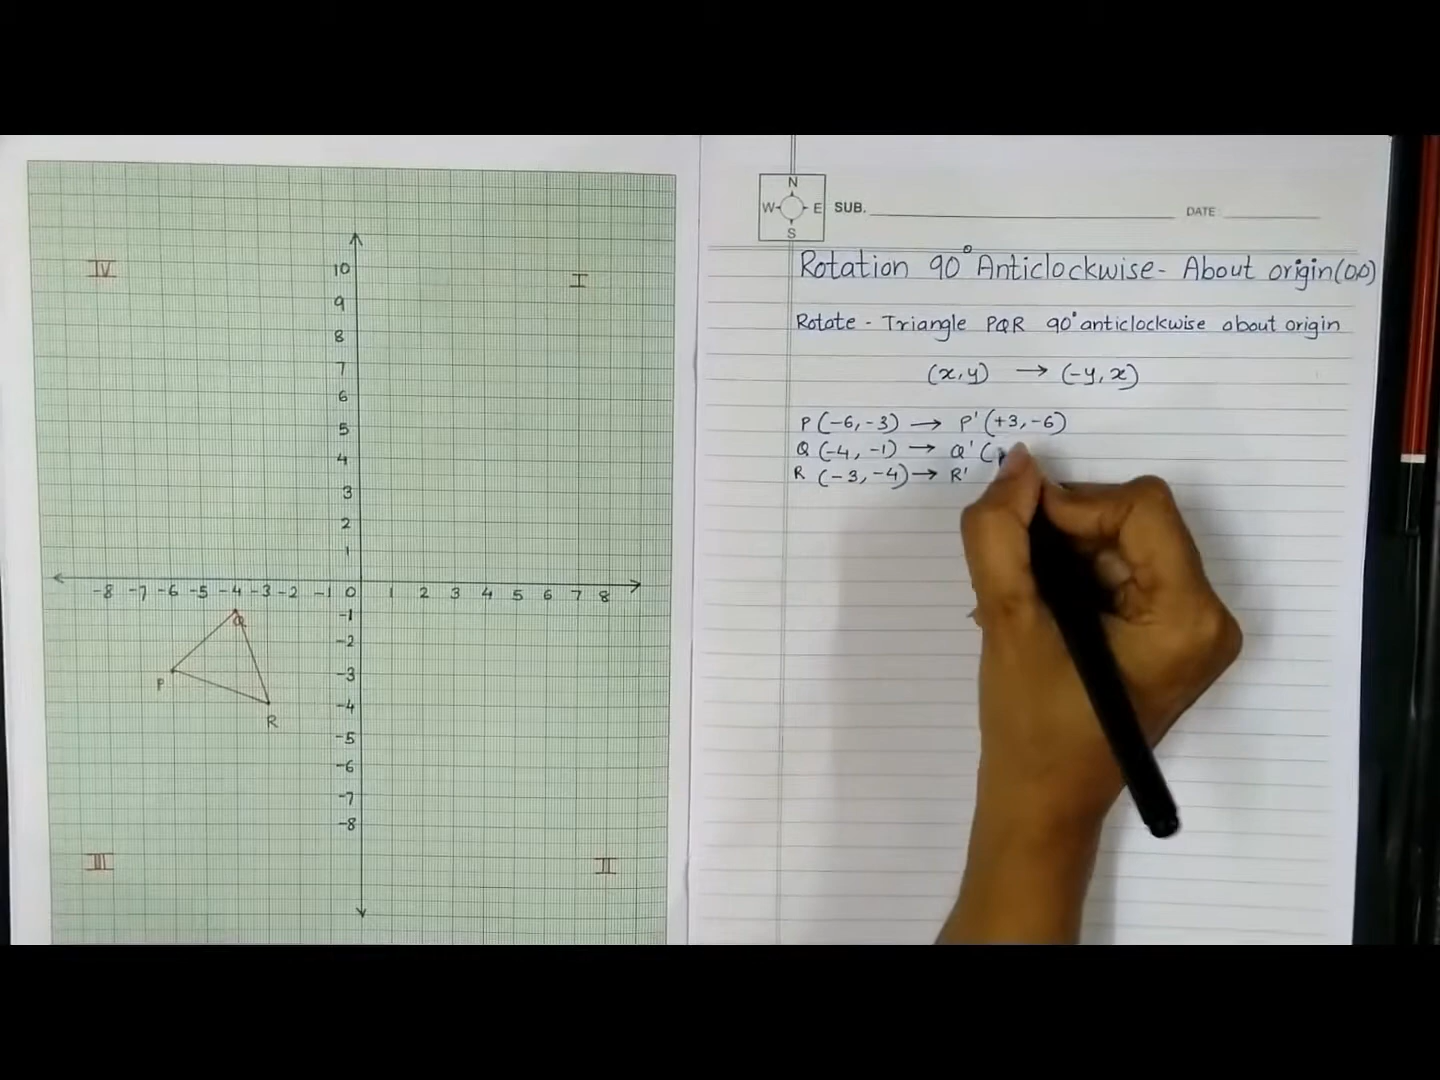 IV
I
10
9
8
7
6
5
4
3
2
1
-8 -7 -6 -5 -4 -3 -2 -1 0 1 2 3 4 5 6 7 8
-1
-2
-3
-4
-5
-6
-7
-8
Q
P
R
III
II
N
W E
S
SUB. DATE
Rotation 90° Anticlockwise - About origin(0,0)
Rotate - Triangle PQR 90° anticlockwise about origin
(x,y) → (-y,x)
P (-6,-3) → P' (+3,-6)
Q (-4,-1) → Q' (
R (-3,-4) → R'